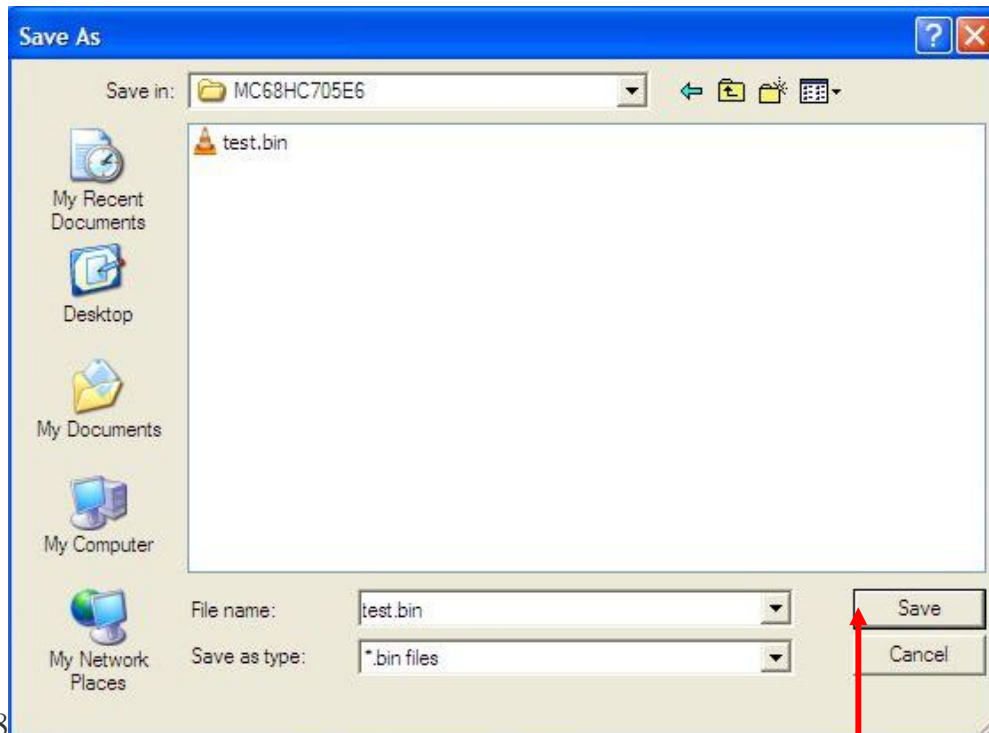 Save As
Save in: MC68HC705E6
test.bin
My Recent
Documents
Desktop
My Documents
My Computer
My Network
Places
File name: test.bin
Save
Save as type: *.bin files
Cancel
8